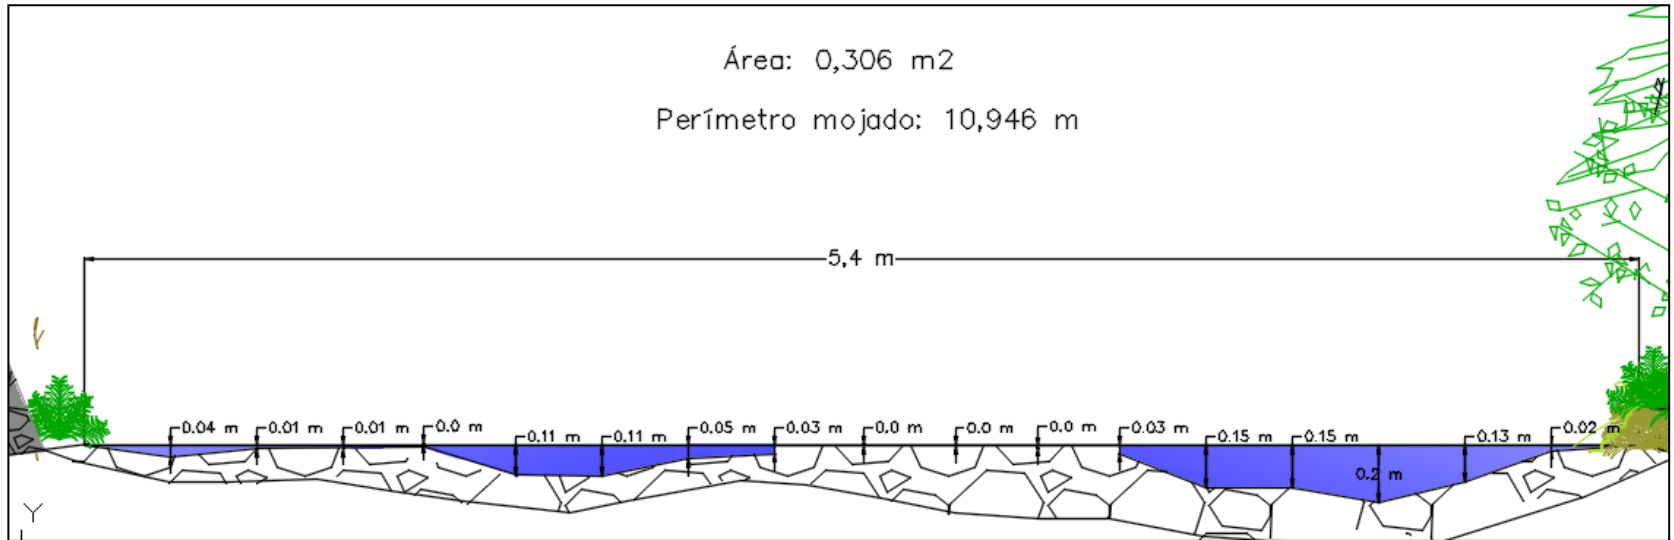 Área: 0,306 m2
Perímetro mojado: 10,946 m
5,4 m
0.04 m
0.01 m
0.01 m
0.0 m
0.11 m
0.11 m
0.05 m
0.03 m
0.0 m
0.0 m
0.0 m
0.03 m
0.15 m
0.15 m
0.2 m
0.13 m
0.02 m
Y